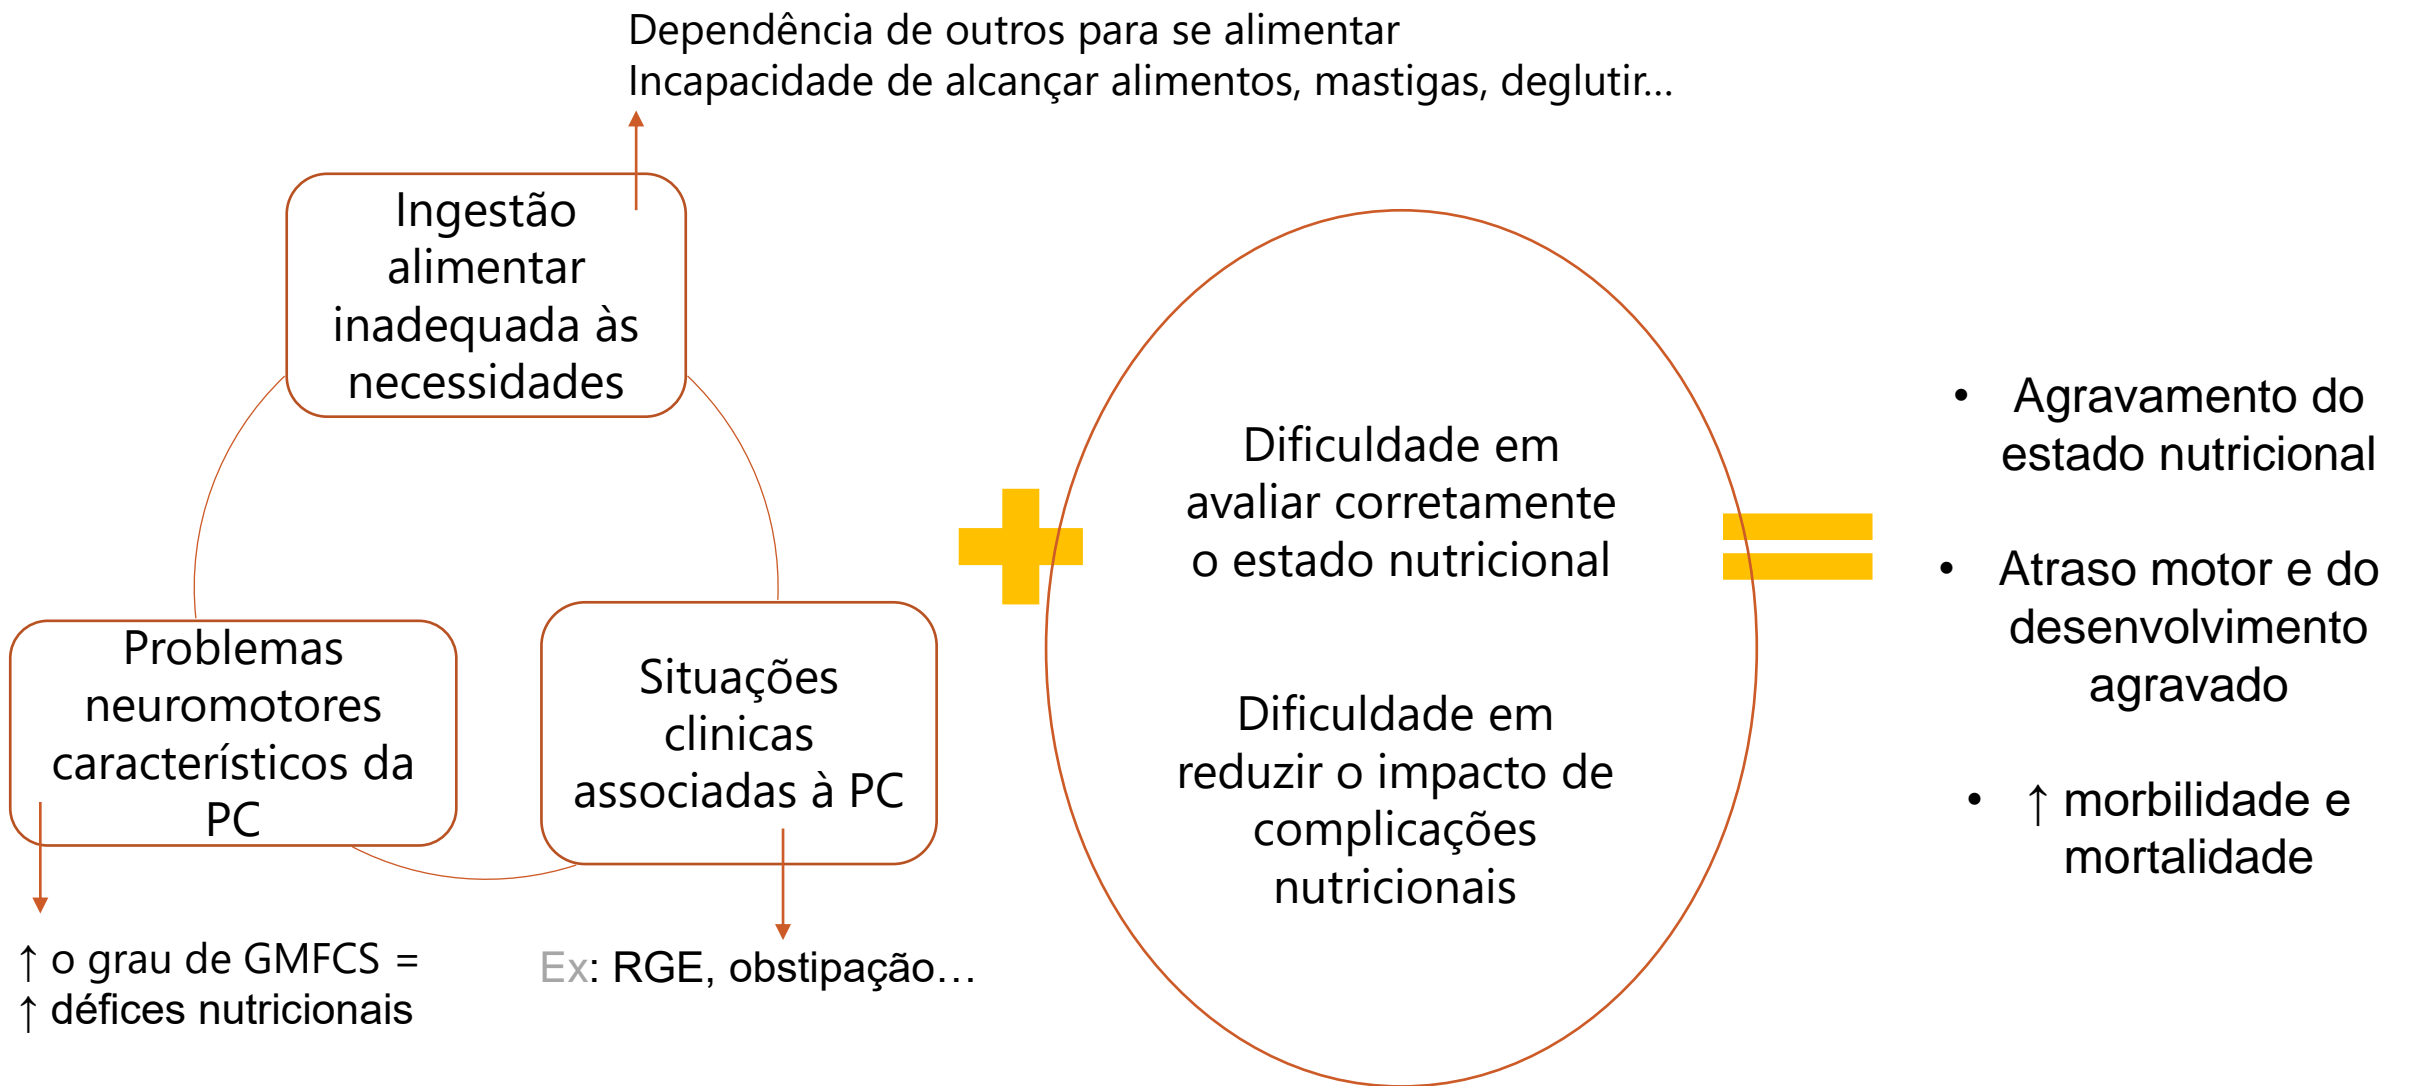 Dependência de outros para se alimentar
Incapacidade de alcançar alimentos, mastigas, deglutir...
Ingestão
alimentar
inadequada às
necessidades
Problemas
neuromotores
característicos da
PC
Situações
clinicas
associadas à PC
↑ o grau de GMFCS =
↑ défices nutricionais
Ex: RGE, obstipação...
Dificuldade em
avaliar corretamente
o estado nutricional
Dificuldade em
reduzir o impacto de
complicações
nutricionais
• Agravamento do
estado nutricional
• Atraso motor e do
desenvolvimento
agravado
• ↑ morbilidade e
mortalidade